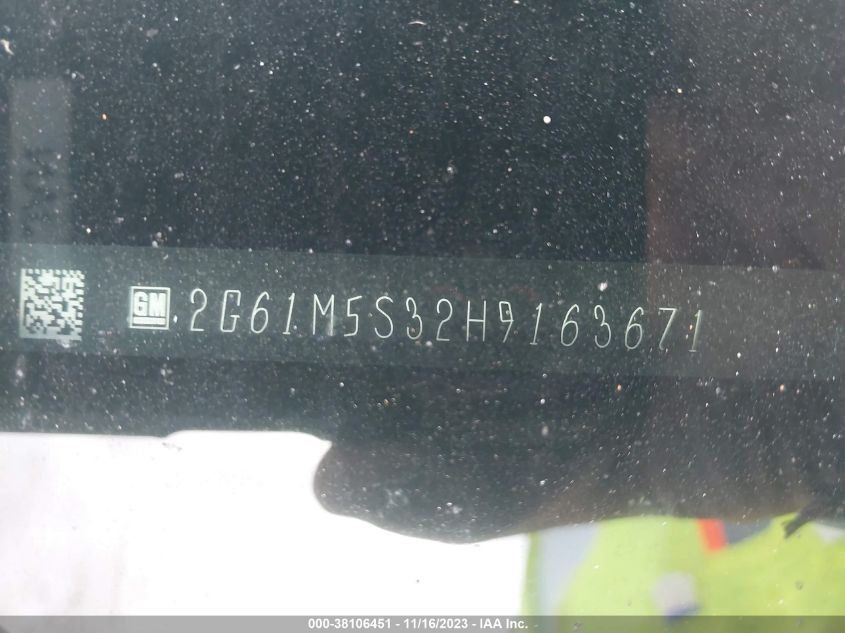 GM 2G61M5S32H9163671
000-38106451 - 11/16/2023 - IAA Inc.